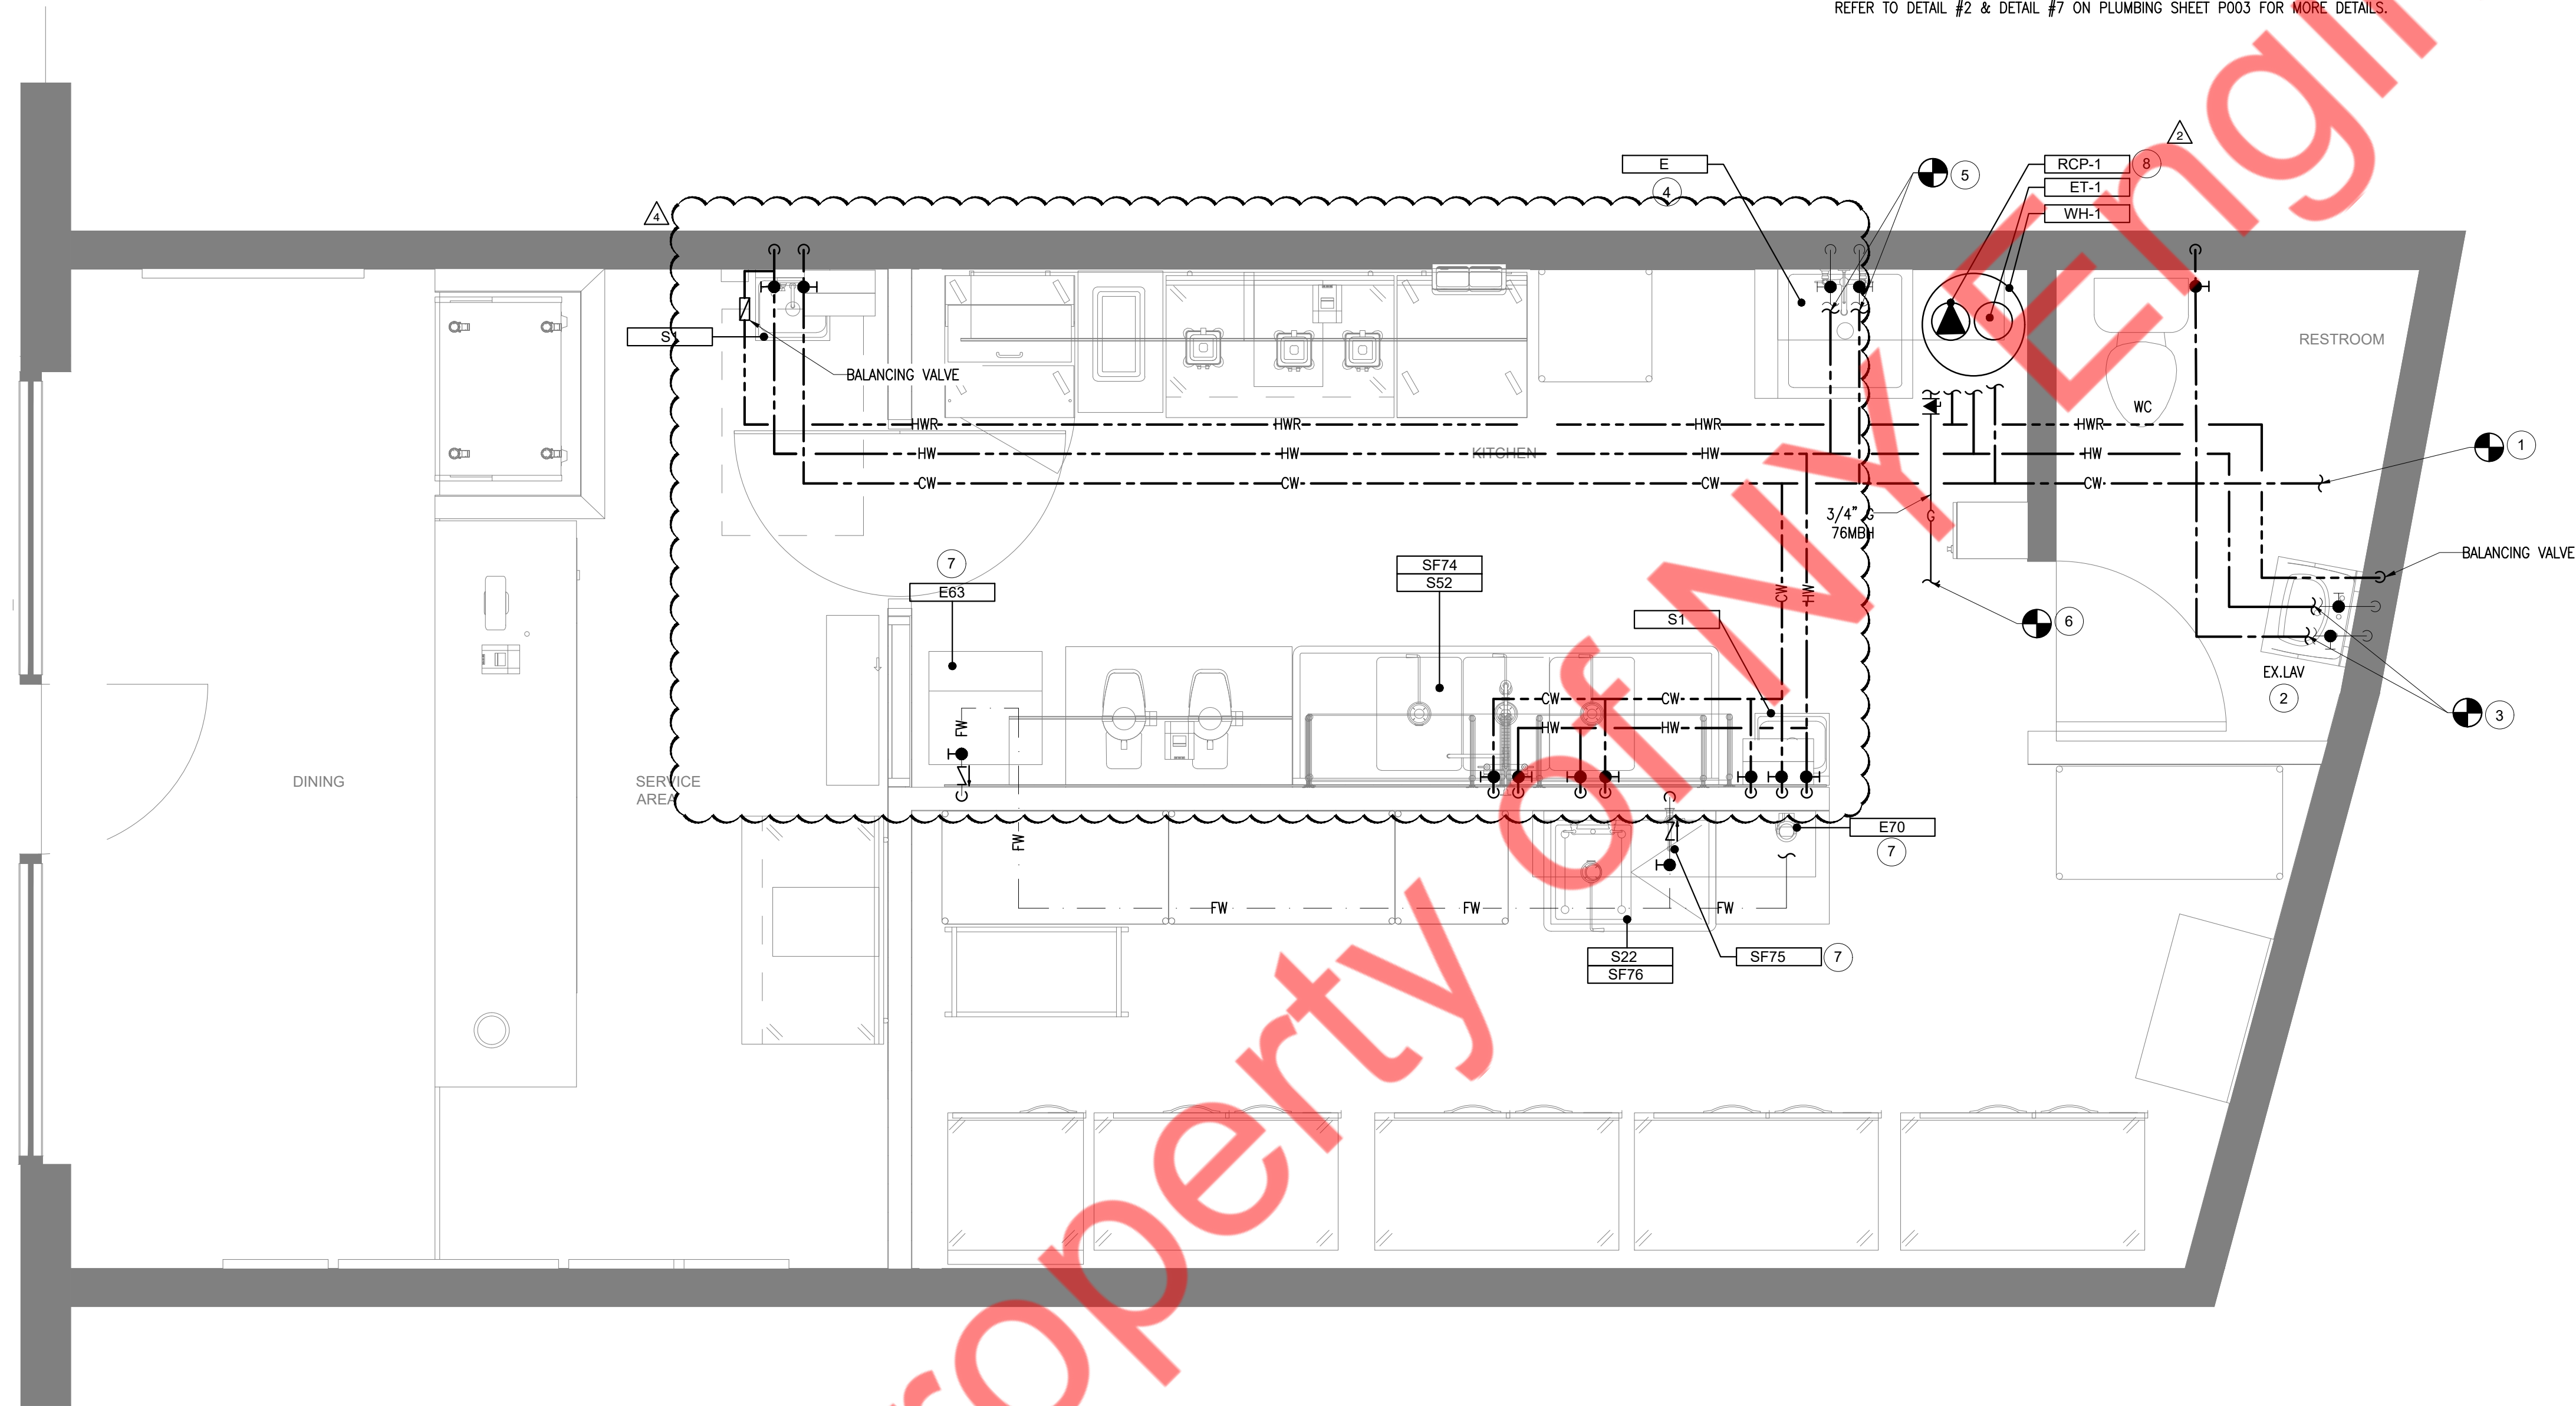 REFER TO DETAIL #2 & DETAIL #7 ON PLUMBING SHEET P003 FOR MORE DETAILS.
2
E
4
5
RCP-1
8
ET-1
WH-1
4
S1
BALANCING VALVE
RESTROOM
WC
HWR
HWR
HWR
HWR
HW
HW
KITCHEN
HW
HW
CW
CW
CW
CW
1
3/4" G
76MBH
G
BALANCING VALVE
7
E63
SF74
S52
CW
HW
S1
6
EX.LAV
2
3
FW
CW
CW
HW
HW
DINING
SERVICE
AREA
FW
E70
7
FW
FW
FW
S22
SF76
SF75
7
roperty of NY Engi